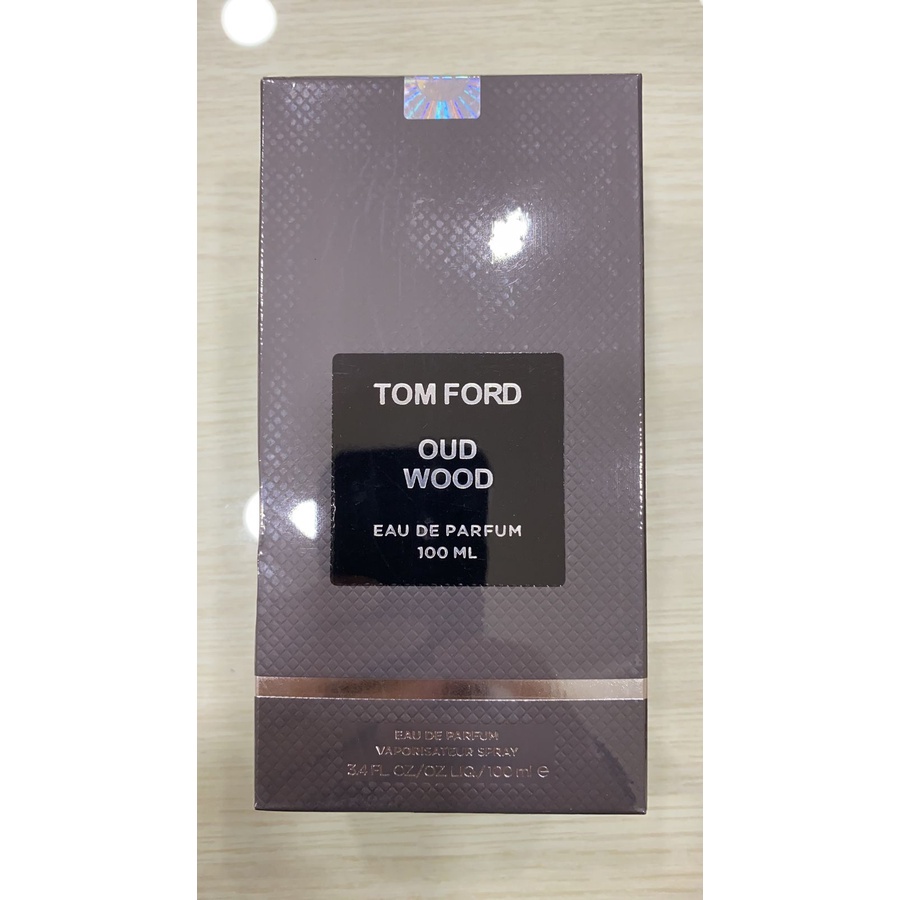 TOM FORD
OUD
WOOD
EAU DE PARFUM
100 ML
EAU DE PARFUM
VAPORISATEUR SPRAY
3.4 FL. OZ/OZ LIQ./100 ml ℮